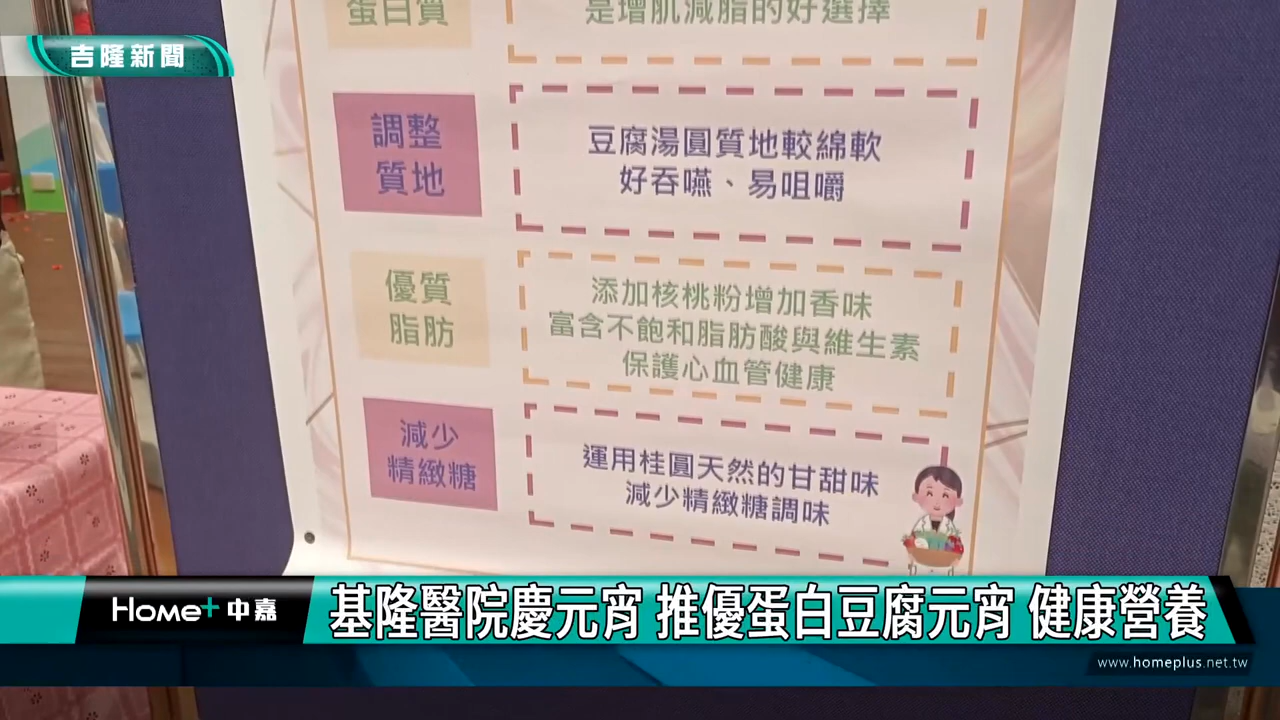 蛋白質
是增肌減脂的好選擇
吉隆新聞
調整
質地
豆腐湯圓質地較綿軟
好吞嚥、易咀嚼
優質
脂肪
添加核桃粉增加香味
富含不飽和脂肪酸與維生素
保護心血管健康
減少
精緻糖
運用桂圓天然的甘甜味
減少精緻糖調味
Home+ 中嘉
基隆醫院慶元宵 推優蛋白豆腐元宵 健康營養
www.homeplus.net.tw